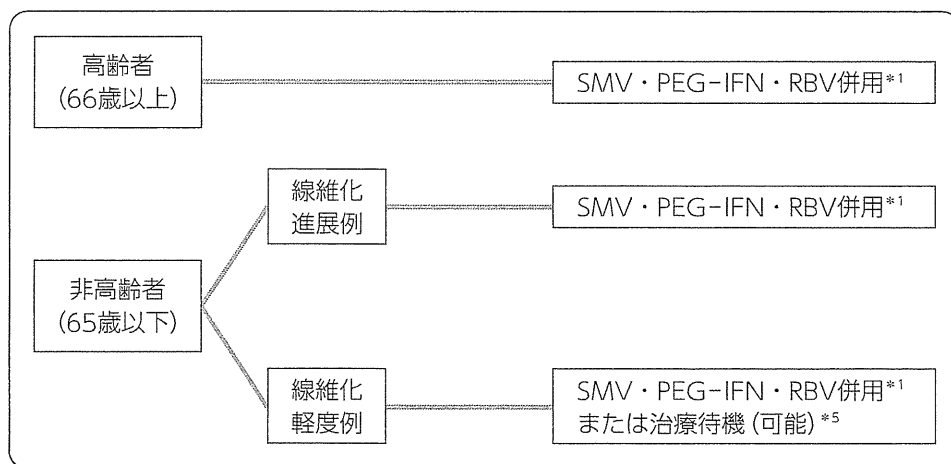 高齢者
(66歳以上)
SMV・PEG-IFN・RBV併用*1
線維化
進展例
SMV・PEG-IFN・RBV併用*1
非高齢者
(65歳以下)
線維化
軽度例
SMV・PEG-IFN・RBV併用*1
または治療待機(可能)*5